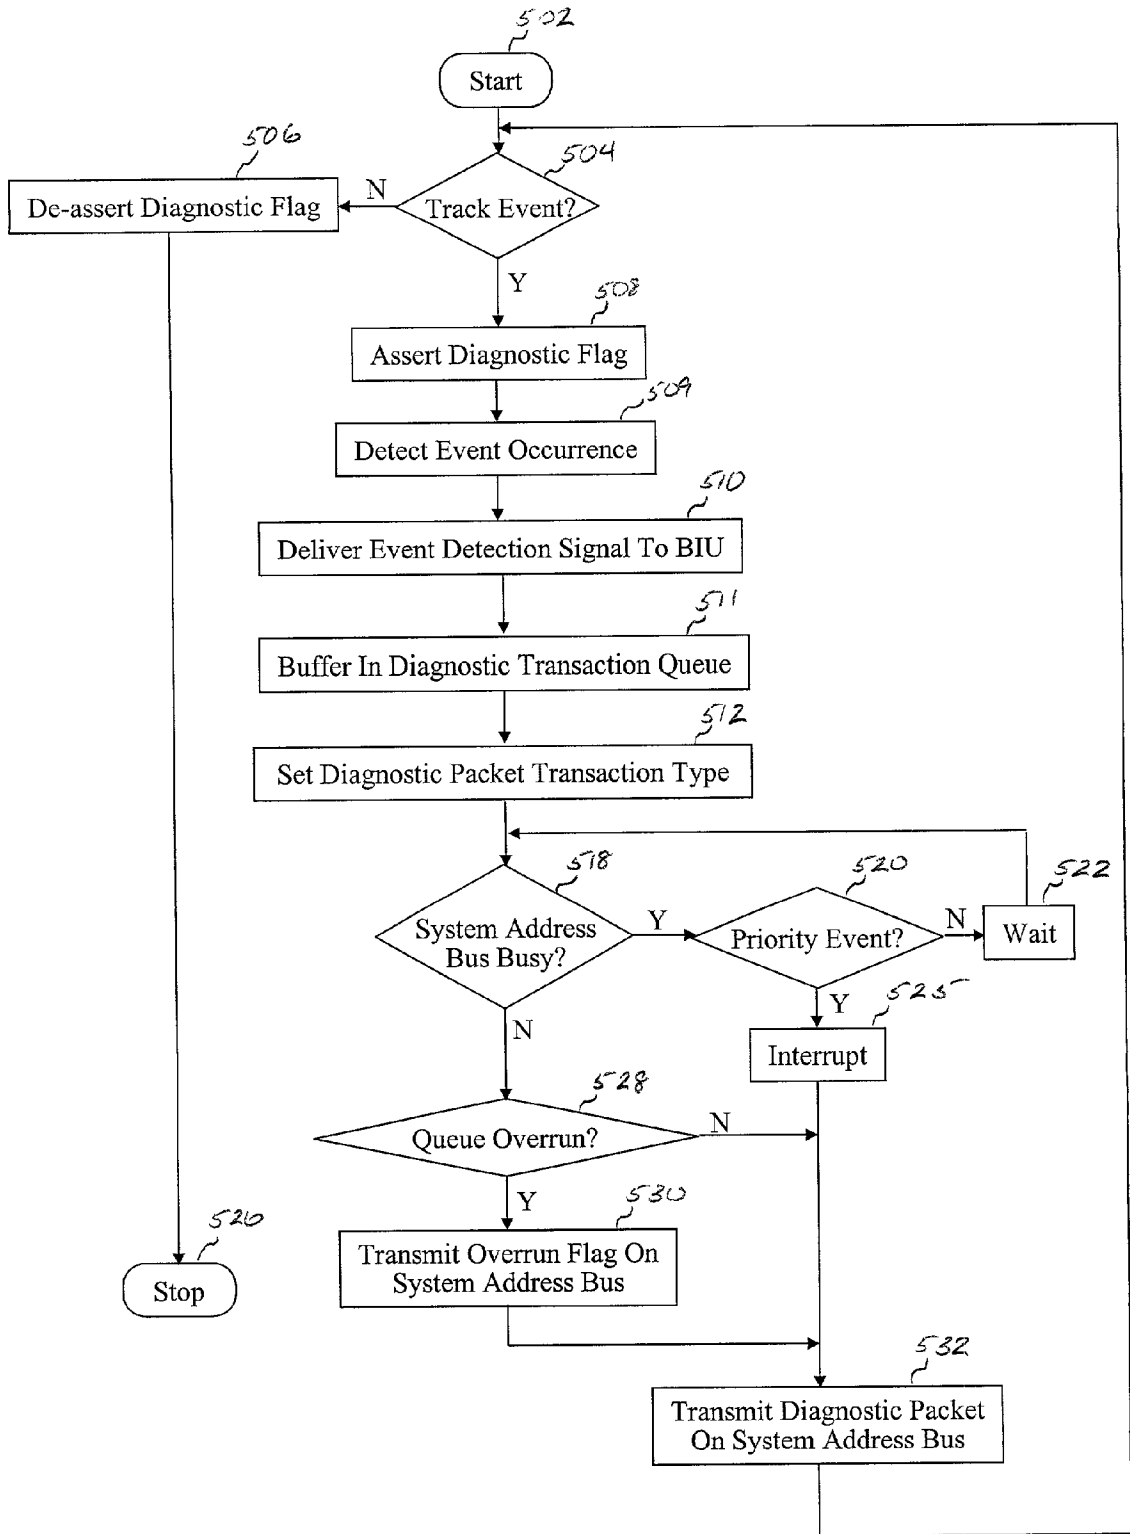 502
Start
506
504
De-assert Diagnostic Flag
N
Track Event?
Y
508
Assert Diagnostic Flag
509
Detect Event Occurrence
510
Deliver Event Detection Signal To BIU
511
Buffer In Diagnostic Transaction Queue
512
Set Diagnostic Packet Transaction Type
518
520
522
System Address
Bus Busy?
Y
Priority Event?
N
Wait
N
Y
525
Interrupt
528
Queue Overrun?
N
Y
530
526
Transmit Overrun Flag On
System Address Bus
Stop
532
Transmit Diagnostic Packet
On System Address Bus